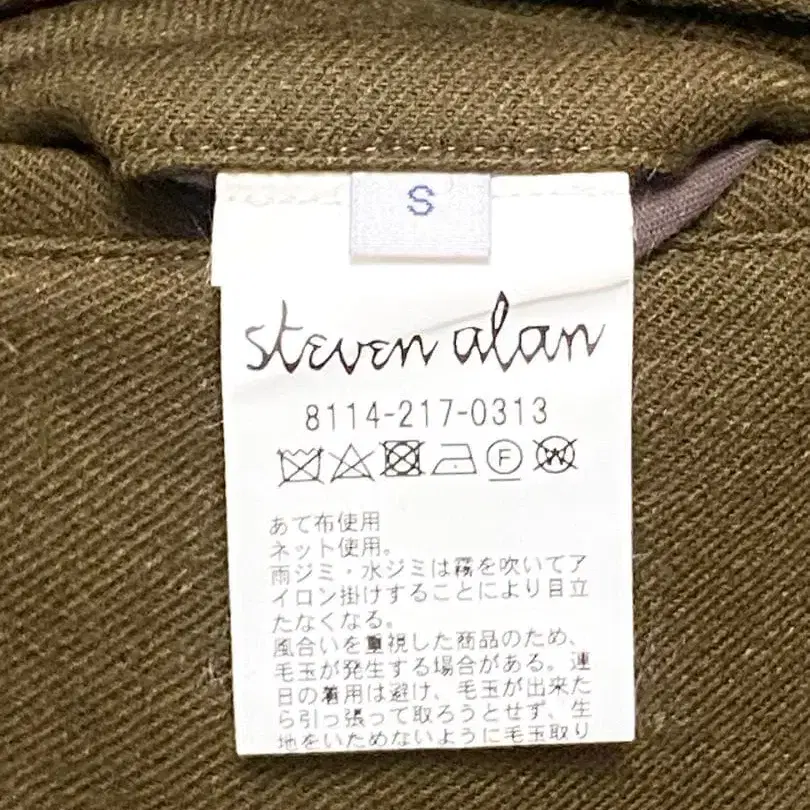 S
steven alan
8114-217-0313
F W
あて布使用
ネット使用。
雨ジミ・水ジミは霧を吹いてア
イロン掛けすることにより目立
たなくなる。
風合いを重視した商品のため、
毛玉が発生する場合がある。連
日の着用は避け、毛玉が出来た
ら引っ張って取ろうとせず、生
地をいためないように毛玉取り